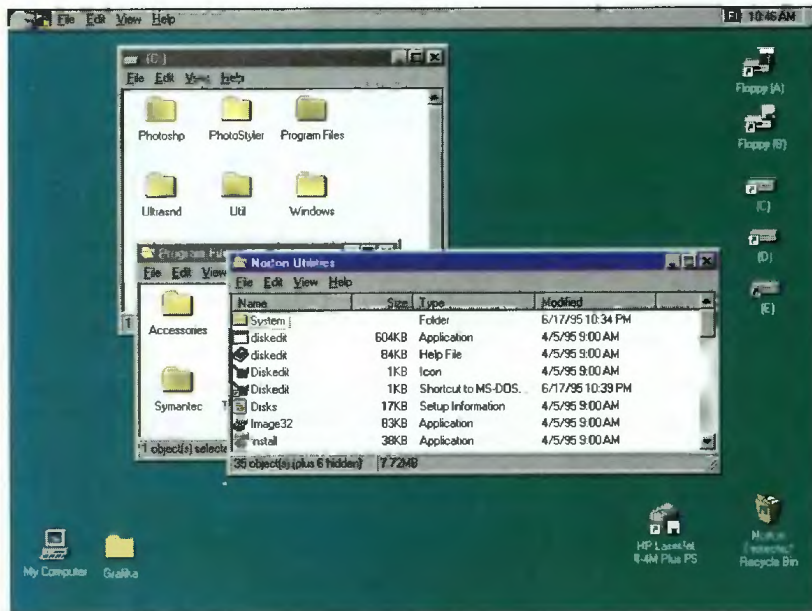 File Edit View Help
10:46 AM
(C:)
File Edit View Help
Photoshp PhotoStyler Program Files
Ultrasnd Util Windows
Floppy (A)
Floppy (B)
(C)
(D)
(E)
Program File
File Edit View
Accessories
Symantec
1 object(s) selecte
Norton Utilities
File Edit View Help
Name Size Type Modified
System Folder 6/17/95 10:34 PM
diskedit 604KB Application 4/5/95 9:00 AM
diskedit 84KB Help File 4/5/95 9:00 AM
Diskedit 1KB Icon 4/5/95 9:00 AM
Diskedit 1KB Shortcut to MS-DOS... 6/17/95 10:39 PM
Disks 17KB Setup Information 4/5/95 9:00 AM
Image32 83KB Application 4/5/95 9:00 AM
install 38KB Application 4/5/95 9:00 AM
35 object(s) (plus 6 hidden) 7.72MB
My Computer
Grafika
HP LaserJet
4-4M Plus PS
Recycle Bin